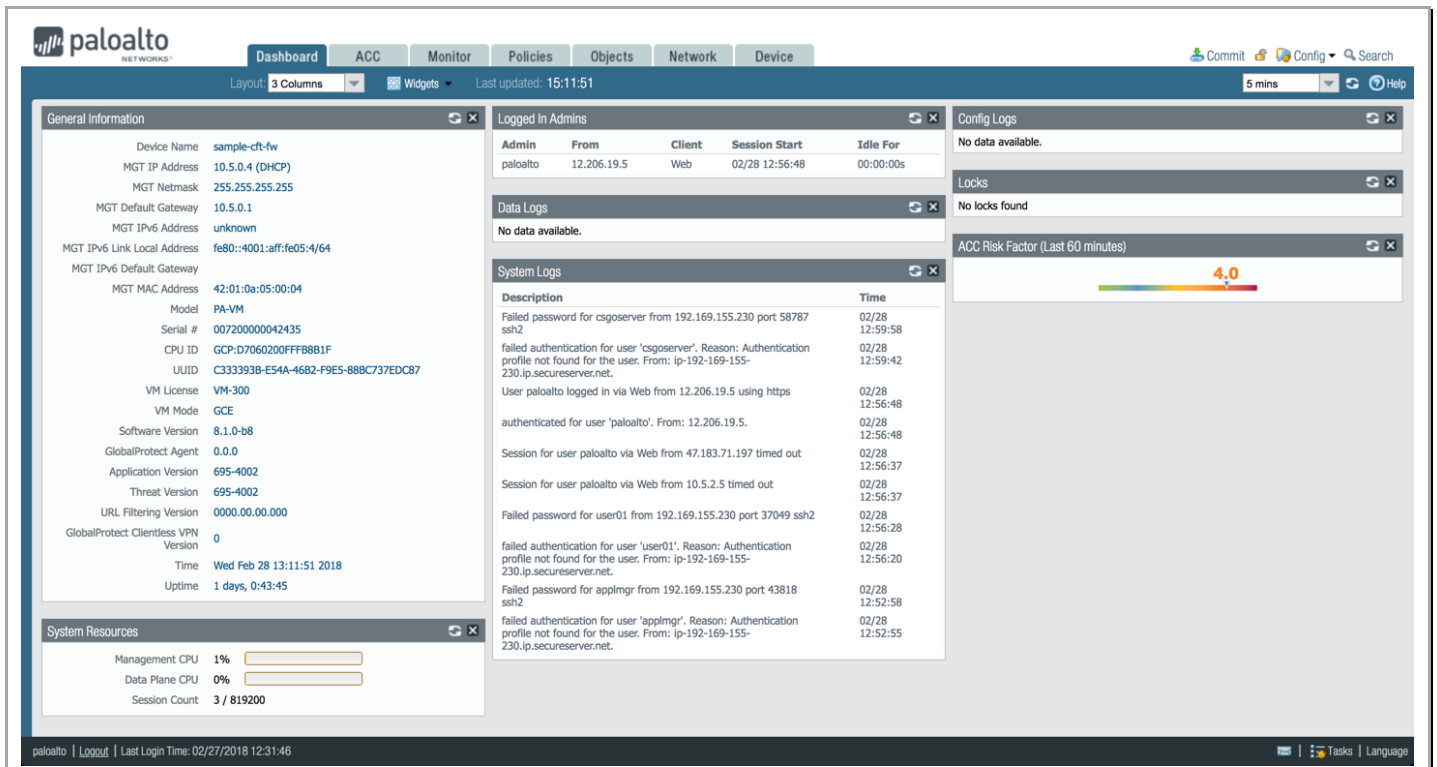 paloalto
NETWORKS
Dashboard ACC Monitor Policies Objects Network Device
Commit Config Search
Layout: 3 Columns Widgets Last updated: 15:11:51
5 mins Help
General Information
Device Name sample-cft-fw
MGT IP Address 10.5.0.4 (DHCP)
MGT Netmask 255.255.255.255
MGT Default Gateway 10.5.0.1
MGT IPv6 Address unknown
MGT IPv6 Link Local Address fe80::4001:aff:fe05:4/64
MGT IPv6 Default Gateway
MGT MAC Address 42:01:0a:05:00:04
Model PA-VM
Serial # 007200000042435
CPU ID GCP:D7060200FFFB8B1F
UUID C333393B-E54A-46B2-F9E5-88BC737EDC87
VM License VM-300
VM Mode GCE
Software Version 8.1.0-b8
GlobalProtect Agent 0.0.0
Application Version 695-4002
Threat Version 695-4002
URL Filtering Version 0000.00.00.000
GlobalProtect Clientless VPN
Version 0
Time Wed Feb 28 13:11:51 2018
Uptime 1 days, 0:43:45
System Resources
Management CPU 1%
Data Plane CPU 0%
Session Count 3 / 819200
Logged In Admins
Admin From Client Session Start Idle For
paloalto 12.206.19.5 Web 02/28 12:56:48 00:00:00s
Data Logs
No data available.
System Logs
Description Time
Failed password for csgoserver from 192.169.155.230 port 58787 02/28
ssh2 12:59:58
failed authentication for user 'csgoserver'. Reason: Authentication 02/28
profile not found for the user. From: ip-192-169-155- 12:59:42
230.ip.secureserver.net.
User paloalto logged in via Web from 12.206.19.5 using https 02/28
12:56:48
authenticated for user 'paloalto'. From: 12.206.19.5. 02/28
12:56:48
Session for user paloalto via Web from 47.183.71.197 timed out 02/28
12:56:37
Session for user paloalto via Web from 10.5.2.5 timed out 02/28
12:56:37
Failed password for user01 from 192.169.155.230 port 37049 ssh2 02/28
12:56:28
failed authentication for user 'user01'. Reason: Authentication 02/28
profile not found for the user. From: ip-192-169-155- 12:56:20
230.ip.secureserver.net.
Failed password for applmgr from 192.169.155.230 port 43818 02/28
ssh2 12:52:58
failed authentication for user 'applmgr'. Reason: Authentication 02/28
profile not found for the user. From: ip-192-169-155- 12:52:55
230.ip.secureserver.net.
Config Logs
No data available.
Locks
No locks found
ACC Risk Factor (Last 60 minutes)
4.0
paloalto | Logout | Last Login Time: 02/27/2018 12:31:46
| Tasks | Language